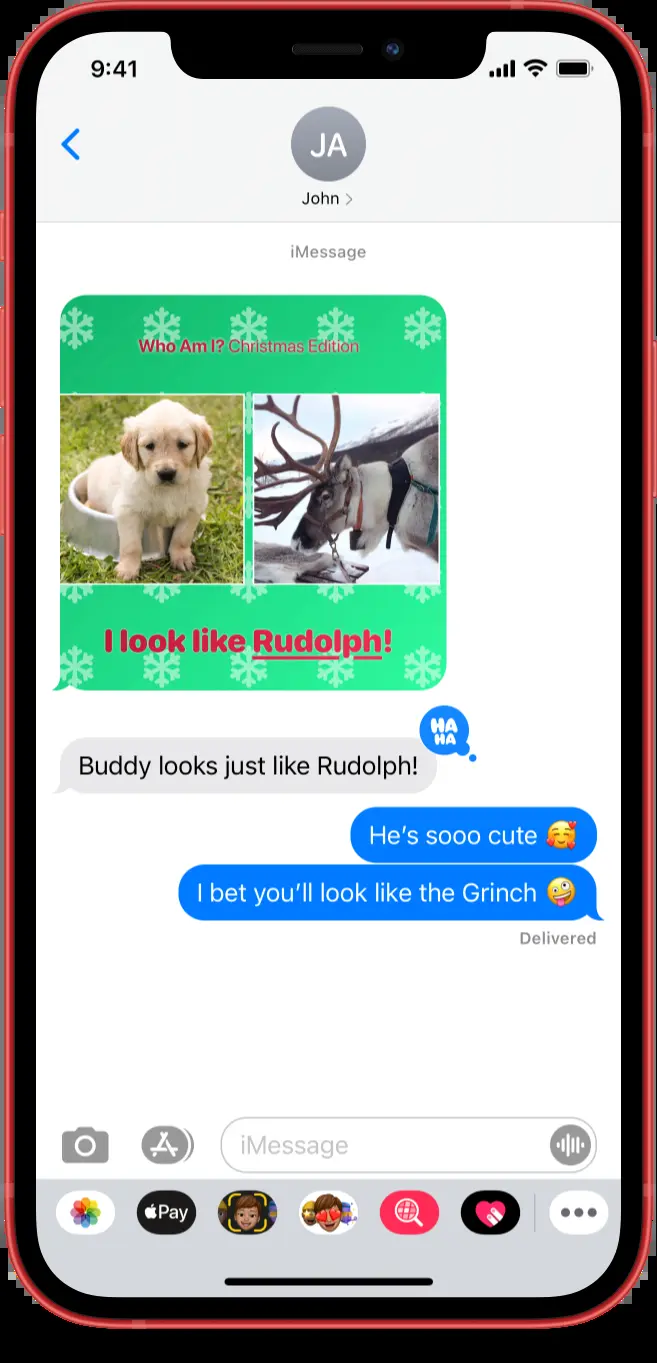 9:41
JA
John
iMessage
Who Am I? Christmas Edition
I look like Rudolph!
HA
HA
Buddy looks just like Rudolph!
He's sooo cute 🥰
I bet you'll look like the Grinch 🤪
Delivered
iMessage
Pay